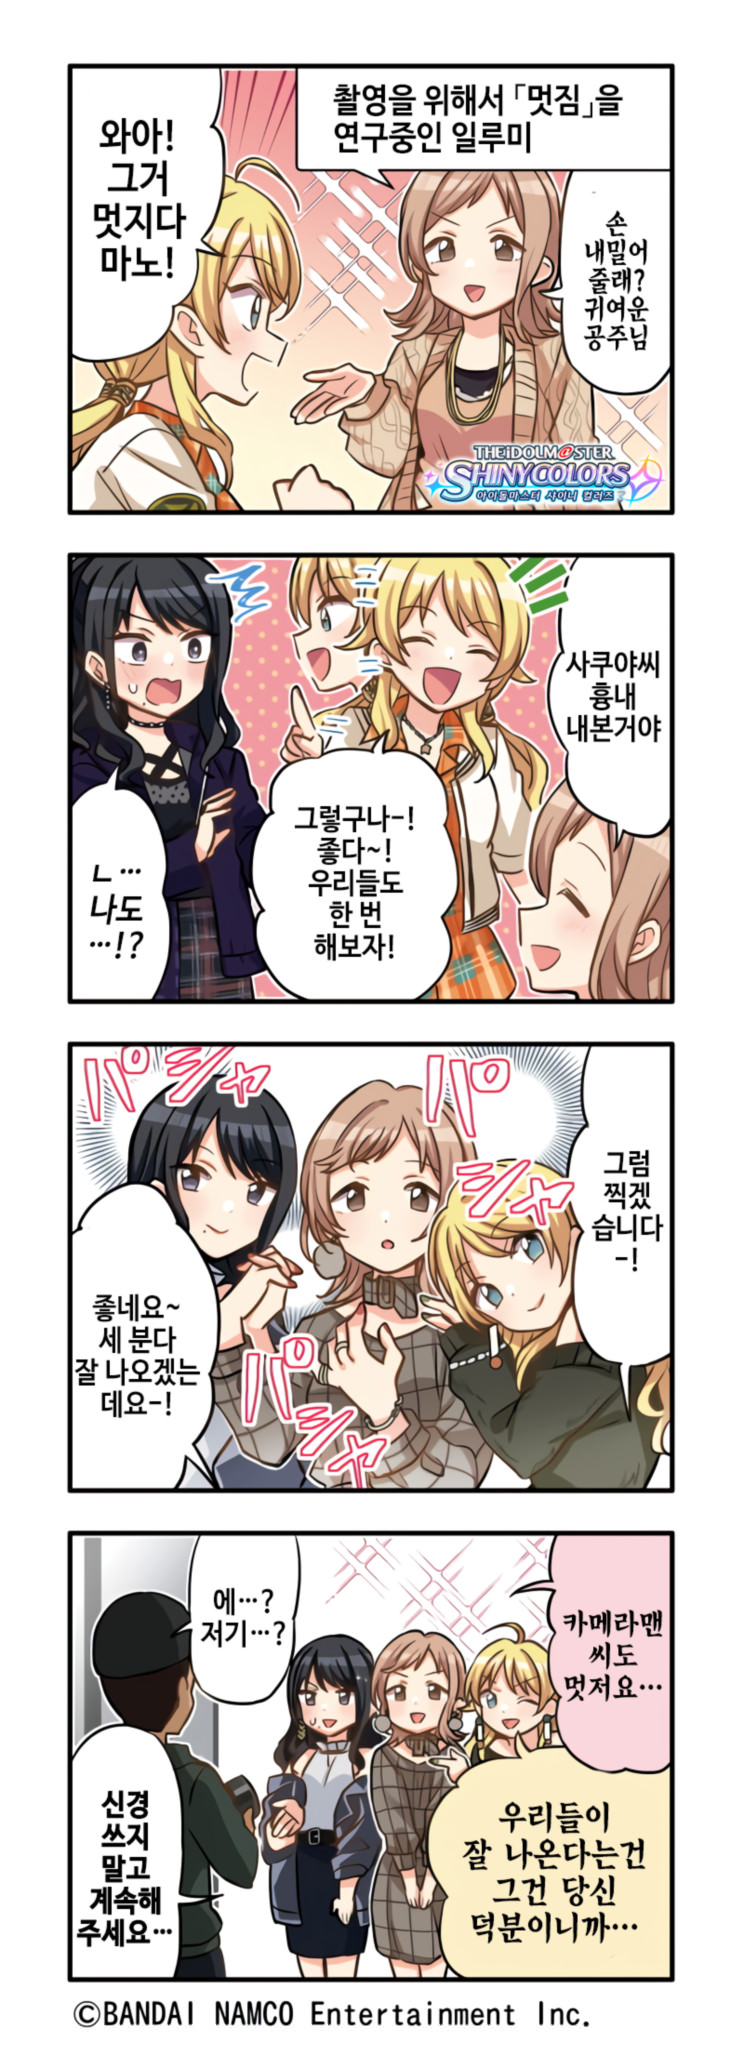 촬영을 위해서 「멋짐」을
연구중인 일루미
와아!
그거
멋지다
마노!
손
내밀어
줄래?
귀여운
공주님
THE iDOLM@STER
SHINY COLORS
아이돌마스터 샤이니 컬러즈
사쿠야씨
흉내
내본거야
그렇구나-!
좋다~!
우리들도
한 번
해보자!
ㄴ…
나도
…!?
パシャ
パ
シャ
그럼
찍겠
습니다
-!
좋네요~
세 분다
잘 나오겠는
데요-!
パシャ
카메라맨
씨도
멋져요…
에…?
저기…?
우리들이
잘 나온다는건
그건 당신
덕분이니까…
신경
쓰지
말고
계속해
주세요…
©BANDAI NAMCO Entertainment Inc.